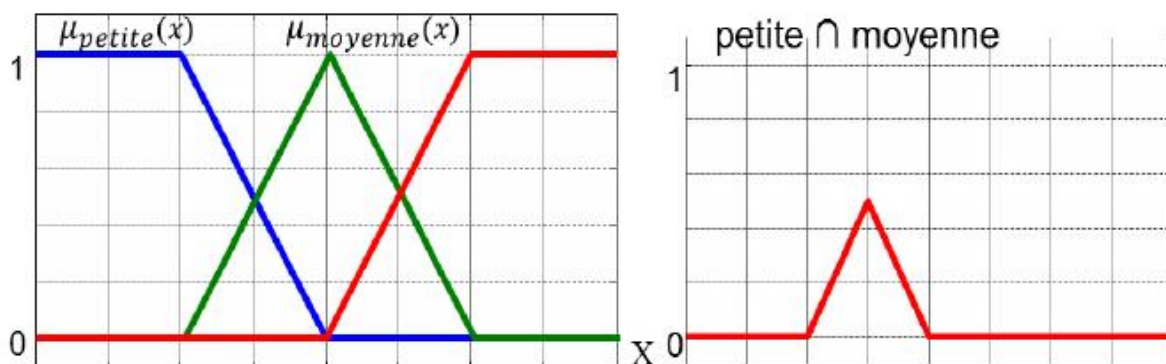 μpetite(x) μmoyenne(x)
1
0
X
petite ∩ moyenne
1
0